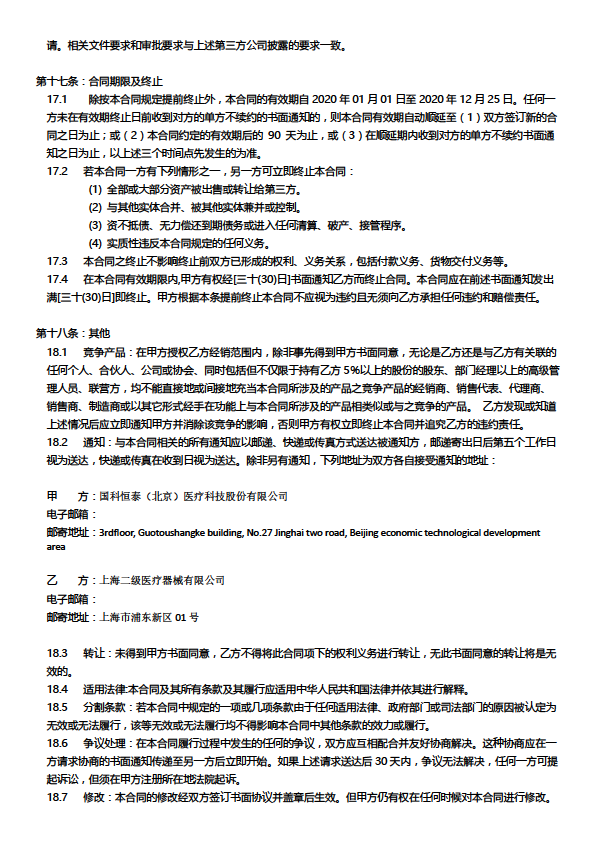 请。相关文件要求和审批要求与上述第三方公司披露的要求一致。
第十七条：合同期限及终止
17.1 除按本合同规定提前终止外，本合同的有效期自 2020 年 01 月 01 日至 2020 年 12 月 25 日。任何一
方未在有效期终止日前收到对方的单方不续约的书面通知的，则本合同有效期自动顺延至（1）双方签订新的合
同之日为止；或（2）本合同约定的有效期后的 90 天为止，或（3）在顺延期内收到对方的单方不续约书面通
知之日为止，以上述三个时间点先发生的为准。
17.2 若本合同一方有下列情形之一，另一方可立即终止本合同：
(1) 全部或大部分资产被出售或转让给第三方。
(2) 与其他实体合并、被其他实体兼并或控制。
(3) 资不抵债、无力偿还到期债务或进入任何清算、破产、接管程序。
(4) 实质性违反本合同规定的任何义务。
17.3 本合同之终止不影响终止前双方已形成的权利、义务关系，包括付款义务、货物交付义务等。
17.4 在本合同有效期限内,甲方有权经[三十(30)日]书面通知乙方而终止合同。本合同应在前述书面通知发出
满[三十(30)日]即终止。甲方根据本条提前终止本合同不应视为违约且无须向乙方承担任何违约和赔偿责任。
第十八条：其他
18.1 竞争产品：在甲方授权乙方经销范围内，除非事先得到甲方书面同意，无论是乙方还是与乙方有关联的
任何个人、合伙人、公司或协会、同时包括但不仅限于持有乙方 5%以上的股份的股东、部门经理以上的高级管
理人员、联营方，均不能直接地或间接地充当本合同所涉及的产品之竞争产品的经销商、销售代表、代理商、
销售商、制造商或以其它形式经手在功能上与本合同所涉及的产品相类似或与之竞争的产品。 乙方发现或知道
上述情况后应立即通知甲方并消除该竞争的影响，否则甲方有权立即终止本合同并追究乙方的违约责任。
18.2 通知：与本合同相关的所有通知应以邮递、快递或传真方式送达被通知方，邮递寄出日后第五个工作日
视为送达，快递或传真在收到日视为送达。除非另有通知，下列地址为双方各自接受通知的地址：
甲 方：国科恒泰（北京）医疗科技股份有限公司
电子邮箱：
邮寄地址：3rdfloor, Guotoushangke building, No.27 Jinghai two road, Beijing economic technological development
area
乙 方：上海二级医疗器械有限公司
电子邮箱：
邮寄地址：上海市浦东新区 01 号
18.3 转让：未得到甲方书面同意，乙方不得将此合同项下的权利义务进行转让，无此书面同意的转让将是无
效的。
18.4 适用法律:本合同及其所有条款及其履行应适用中华人民共和国法律并依其进行解释。
18.5 分割条款：若本合同中规定的一项或几项条款由于任何适用法律、政府部门或司法部门的原因被认定为
无效或无法履行，该等无效或无法履行均不得影响本合同中其他条款的效力或履行。
18.6 争议处理：在本合同履行过程中发生的任何的争议，双方应互相配合并友好协商解决。这种协商应在一
方请求协商的书面通知传递至另一方后立即开始。如果上述请求送达后 30 天内，争议无法解决，任何一方可提
起诉讼，但须在甲方注册所在地法院起诉。
18.7 修改：本合同的修改经双方签订书面协议并盖章后生效。但甲方仍有权在任何时候对本合同进行修改。